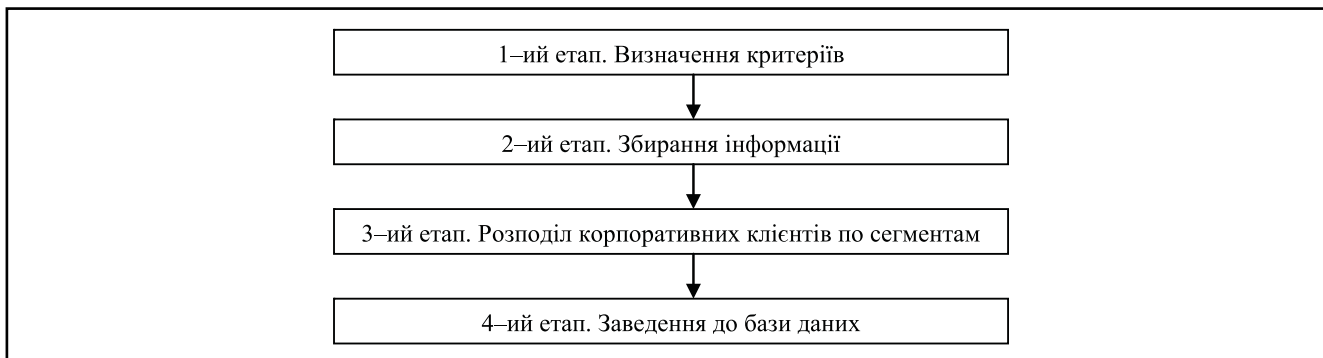 1–ий етап. Визначення критеріїв
2–ий етап. Збирання інформації
3–ий етап. Розподіл корпоративних клієнтів по сегментам
4–ий етап. Заведення до бази даних